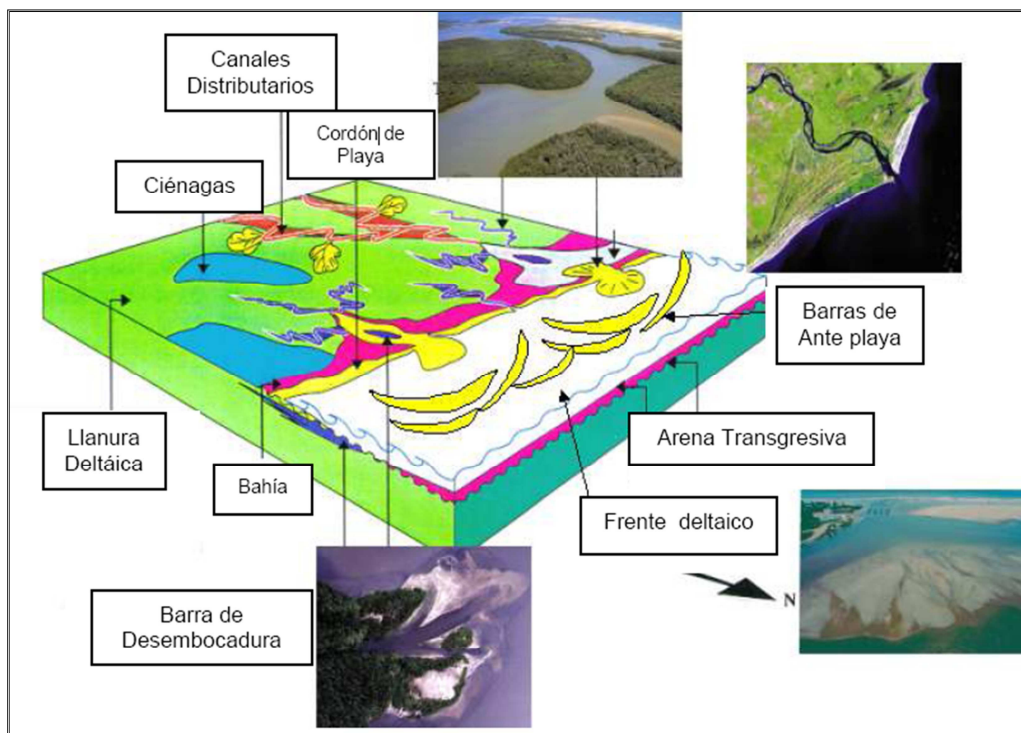 Canales
Distributarios
Cordón de
Playa
Ciénagas
Barras de
Ante playa
Llanura
Deltáica
Arena Transgresiva
Bahía
Frente deltaico
N
Barra de
Desembocadura